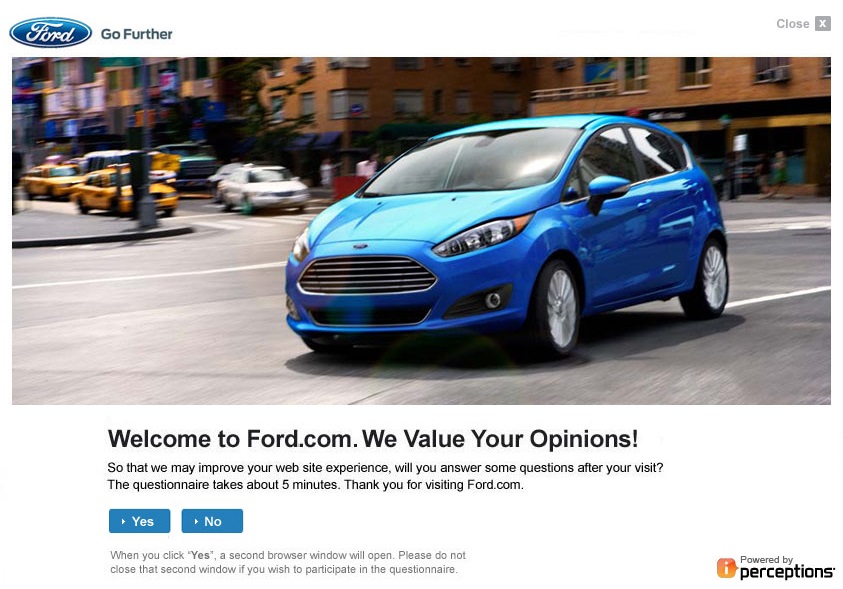 Ford Go Further
Close X
Welcome to Ford.com. We Value Your Opinions!
So that we may improve your web site experience, will you answer some questions after your visit?
The questionnaire takes about 5 minutes. Thank you for visiting Ford.com.
Yes No
When you click “Yes”, a second browser window will open. Please do not
close that second window if you wish to participate in the questionnaire.
Powered by
iperceptions